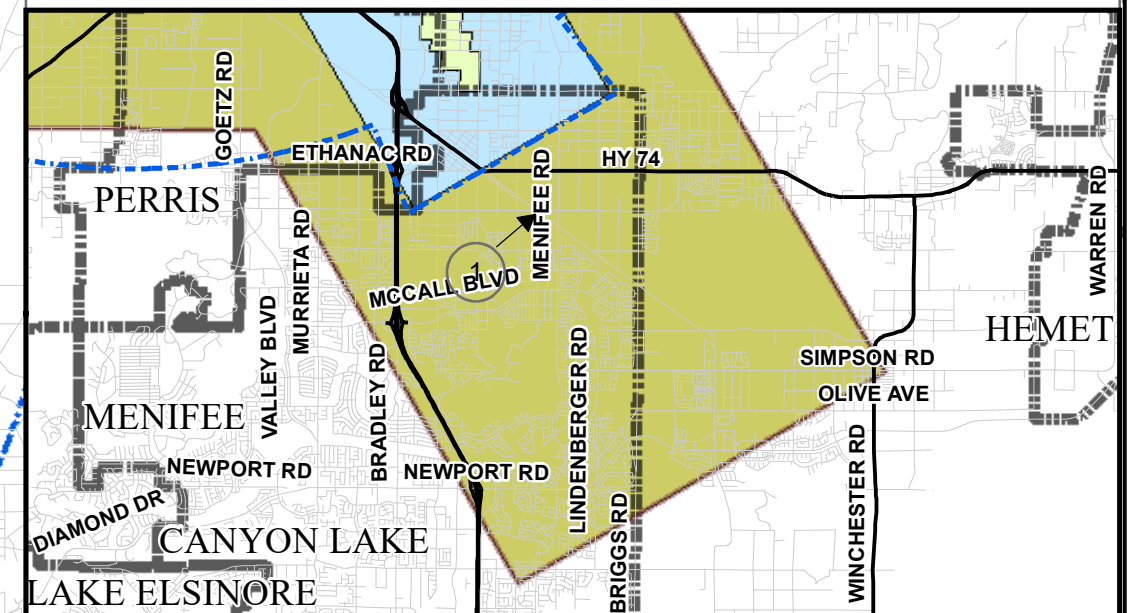 GOETZ RD
ETHANAC RD
HY 74
PERRIS
MENIFEE RD
WARREN RD
MURRIETA RD
1
MCCALL BLVD
VALLEY BLVD
HEMET
SIMPSON RD
BRADLEY RD
LINDENBERGER RD
OLIVE AVE
MENIFEE
NEWPORT RD
NEWPORT RD
WINCHESTER RD
DIAMOND DR
BRIGGS RD
CANYON LAKE
LAKE ELSINORE